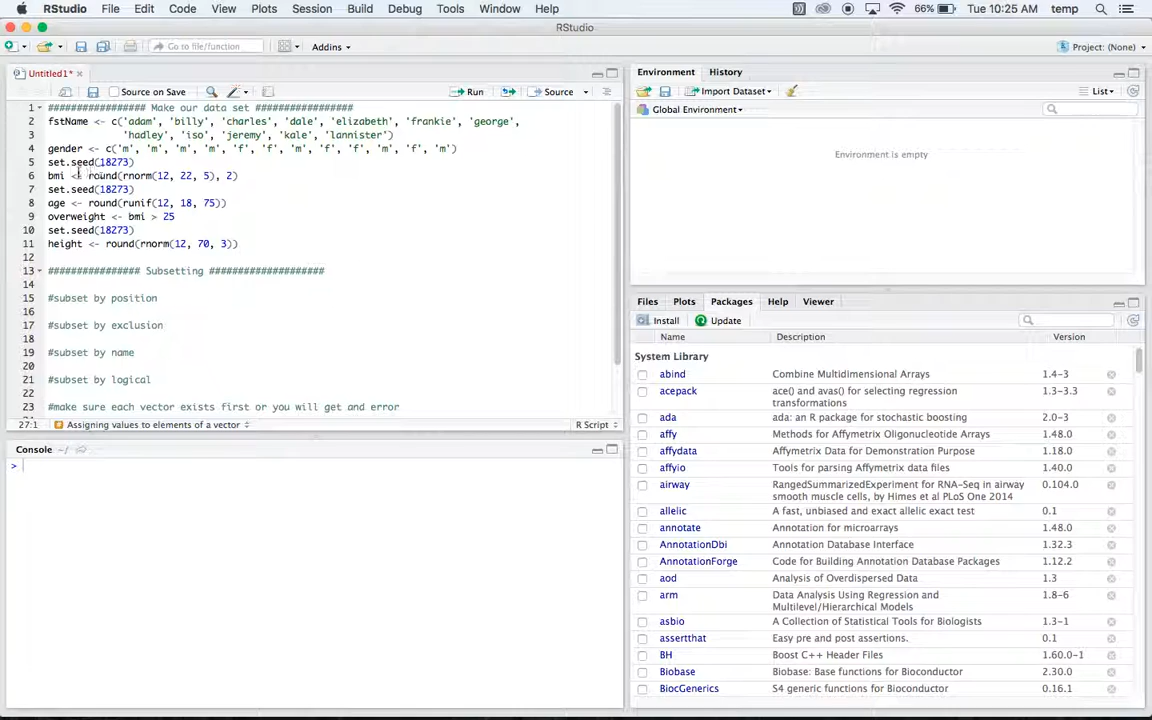 RStudio File Edit Code View Plots Session Build Debug Tools Window Help 66% Tue 10:25 AM temp
RStudio
Go to file/function Addins Project: (None)
Untitled1*
Source on Save Run Source
1 ################# Make our data set #################
2 fstName <- c('adam', 'billy', 'charles', 'dale', 'elizabeth', 'frankie', 'george',
3 'hadley', 'iso', 'jeremy', 'kale', 'lannister')
4 gender <- c('m', 'm', 'm', 'm', 'f', 'f', 'm', 'f', 'f', 'm', 'f', 'm')
5 set.seed(18273)
6 bmi <- round(rnorm(12, 22, 5), 2)
7 set.seed(18273)
8 age <- round(runif(12, 18, 75))
9 overweight <- bmi > 25
10 set.seed(18273)
11 height <- round(rnorm(12, 70, 3))
12
13 ################ Subsetting ####################
14
15 #subset by position
16
17 #subset by exclusion
18
19 #subset by name
20
21 #subset by logical
22
23 #make sure each vector exists first or you will get and error
27:1 Assigning values to elements of a vector R Script
Console ~/
>
Environment History
Import Dataset List
Global Environment
Environment is empty
Files Plots Packages Help Viewer
Install Update
Name Description Version
System Library
abind Combine Multidimensional Arrays 1.4-3
acepack ace() and avas() for selecting regression transformations 1.3-3.3
ada ada: an R package for stochastic boosting 2.0-3
affy Methods for Affymetrix Oligonucleotide Arrays 1.48.0
affydata Affymetrix Data for Demonstration Purpose 1.18.0
affyio Tools for parsing Affymetrix data files 1.40.0
airway RangedSummarizedExperiment for RNA-Seq in airway smooth muscle cells, by Himes et al PLoS One 2014 0.104.0
allelic A fast, unbiased and exact allelic exact test 0.1
annotate Annotation for microarrays 1.48.0
AnnotationDbi Annotation Database Interface 1.32.3
AnnotationForge Code for Building Annotation Database Packages 1.12.2
aod Analysis of Overdispersed Data 1.3
arm Data Analysis Using Regression and Multilevel/Hierarchical Models 1.8-6
asbio A Collection of Statistical Tools for Biologists 1.3-1
assertthat Easy pre and post assertions. 0.1
BH Boost C++ Header Files 1.60.0-1
Biobase Biobase: Base functions for Bioconductor 2.30.0
BiocGenerics S4 generic functions for Bioconductor 0.16.1